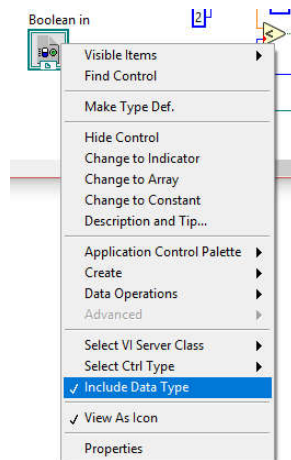 Boolean in
2
<
Visible Items
Find Control
Make Type Def.
Hide Control
Change to Indicator
Change to Array
Change to Constant
Description and Tip...
Application Control Palette
Create
Data Operations
Advanced
Select VI Server Class
Select Ctrl Type
Include Data Type
View As Icon
Properties